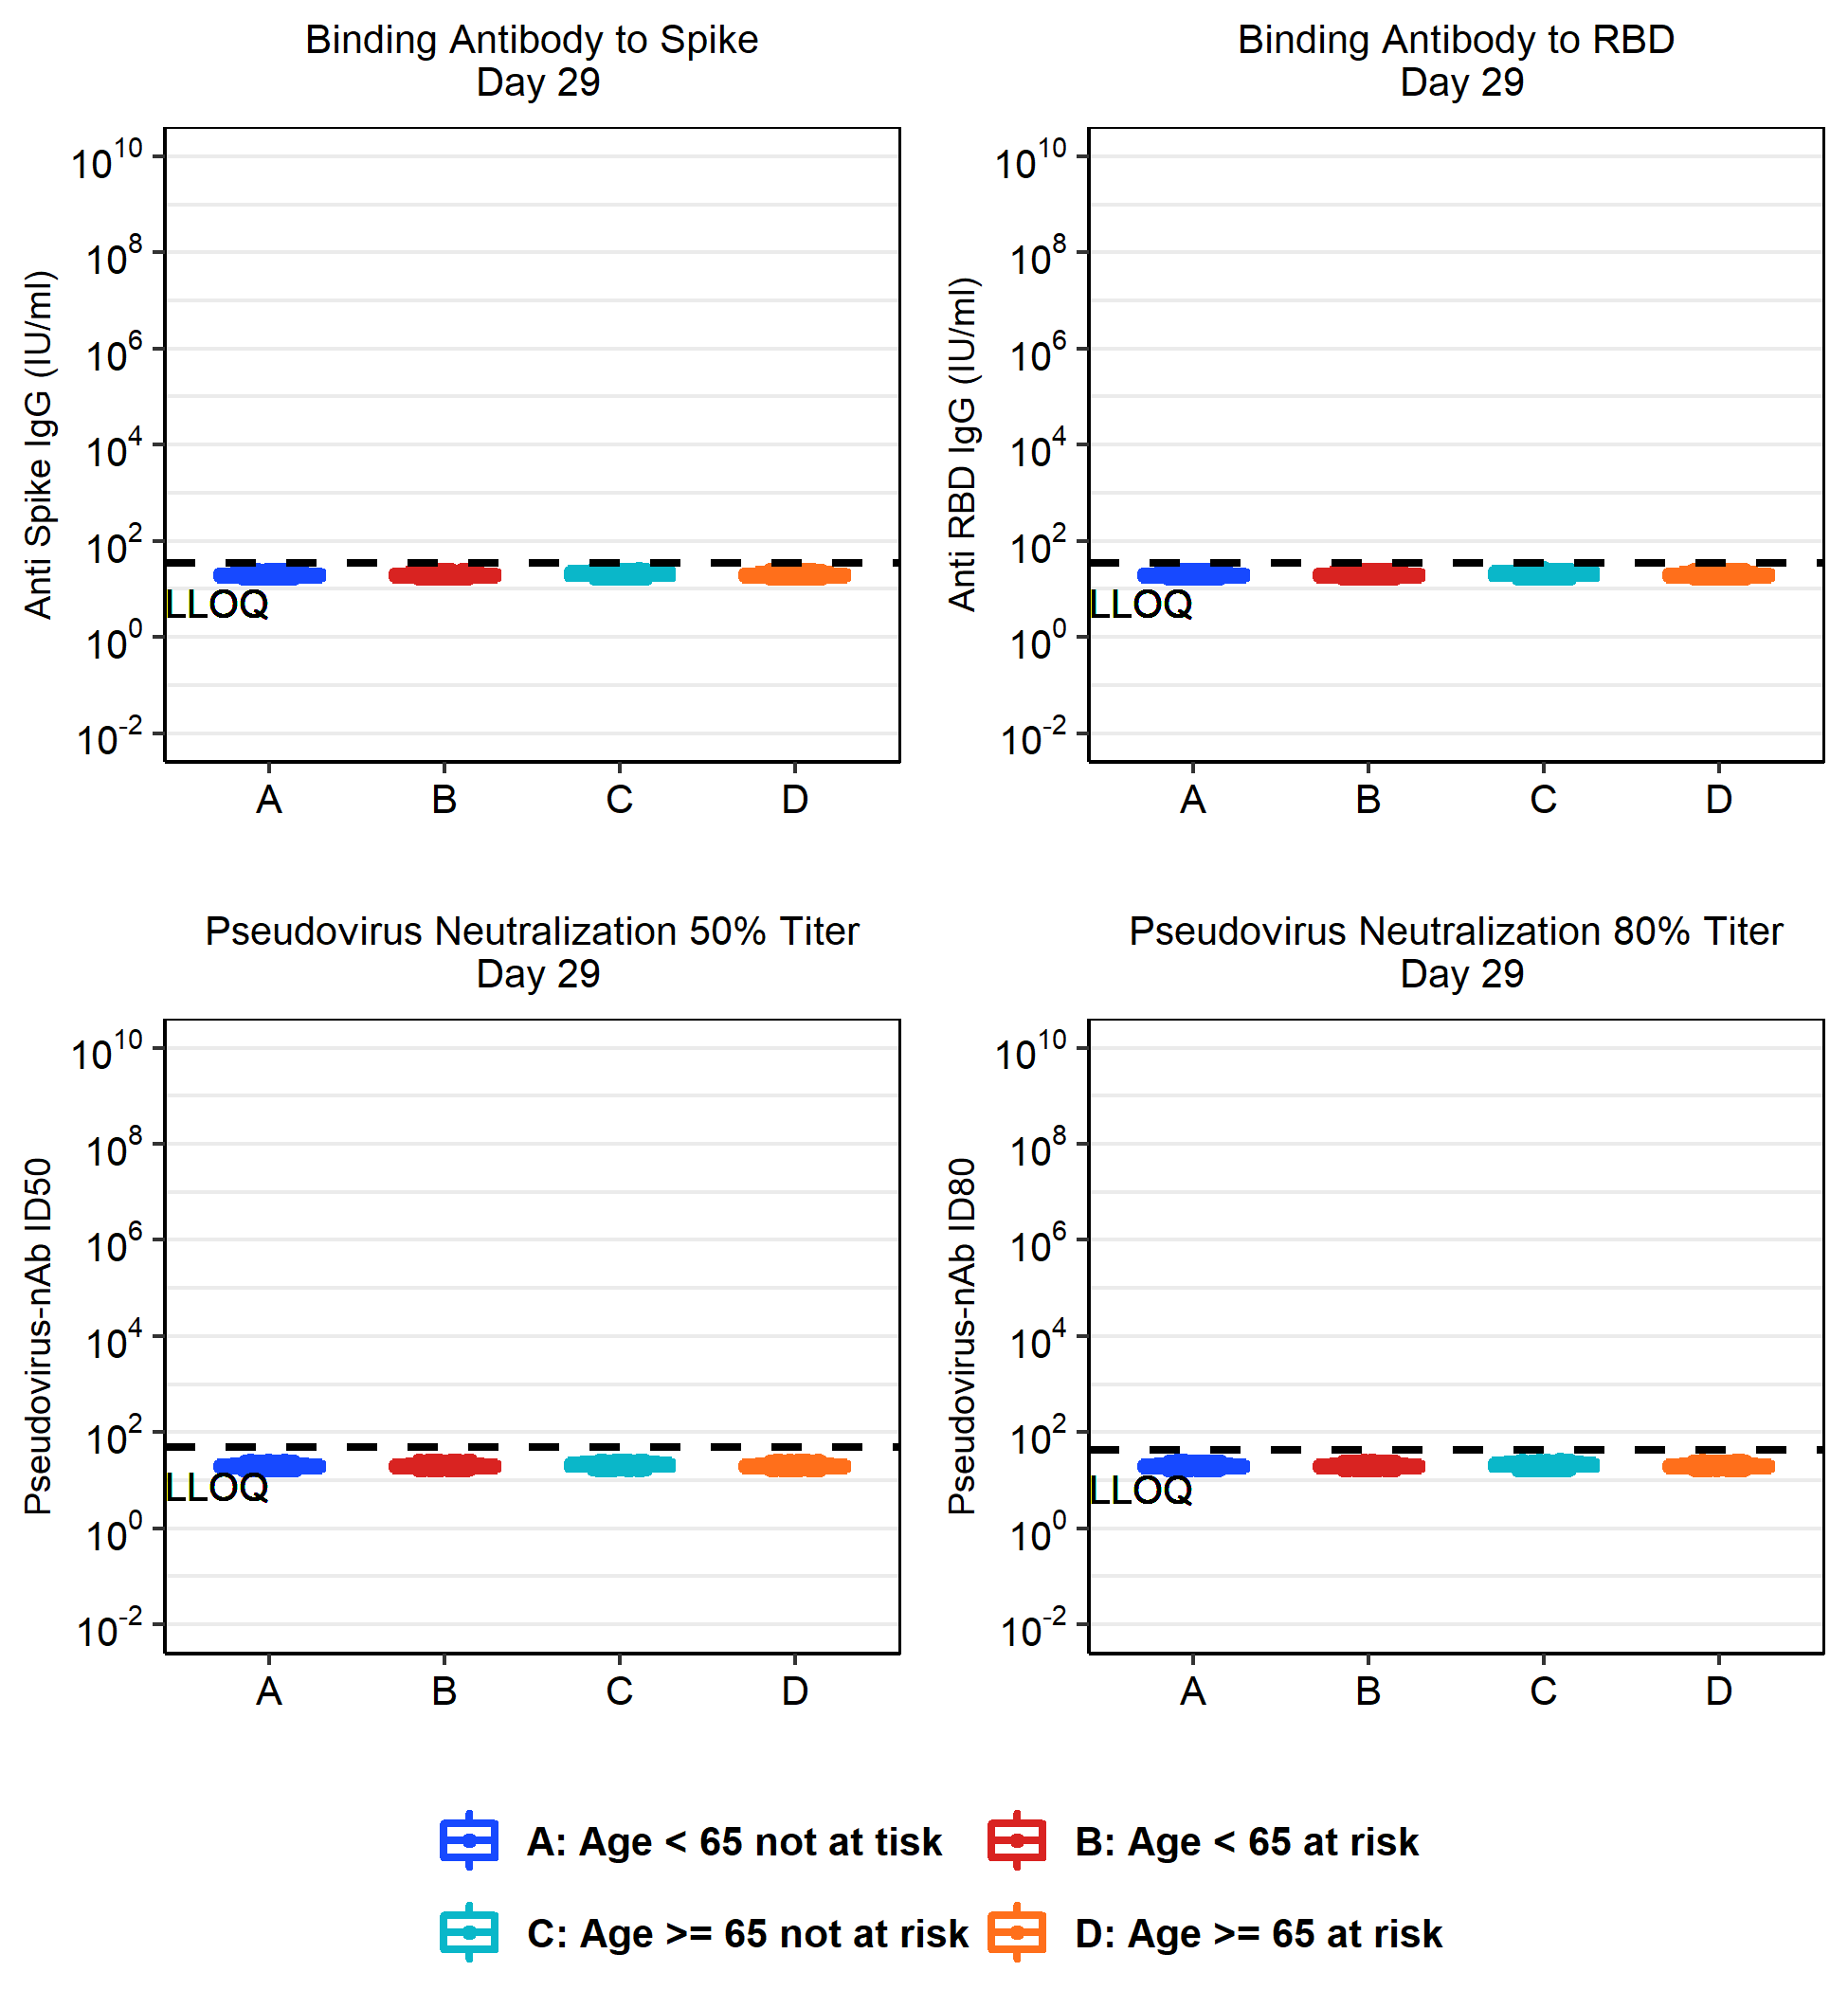 Binding Antibody to Spike
Day 29
Anti Spike IgG (IU/ml)
10^10
10^8
10^6
10^4
10^2
10^0
10^-2
LLOQ
A B C D
Binding Antibody to RBD
Day 29
Anti RBD IgG (IU/ml)
10^10
10^8
10^6
10^4
10^2
10^0
10^-2
LLOQ
A B C D
Pseudovirus Neutralization 50% Titer
Day 29
Pseudovirus-nAb ID50
10^10
10^8
10^6
10^4
10^2
10^0
10^-2
LLOQ
A B C D
Pseudovirus Neutralization 80% Titer
Day 29
Pseudovirus-nAb ID80
10^10
10^8
10^6
10^4
10^2
10^0
10^-2
LLOQ
A B C D
A: Age < 65 not at tisk
B: Age < 65 at risk
C: Age >= 65 not at risk
D: Age >= 65 at risk